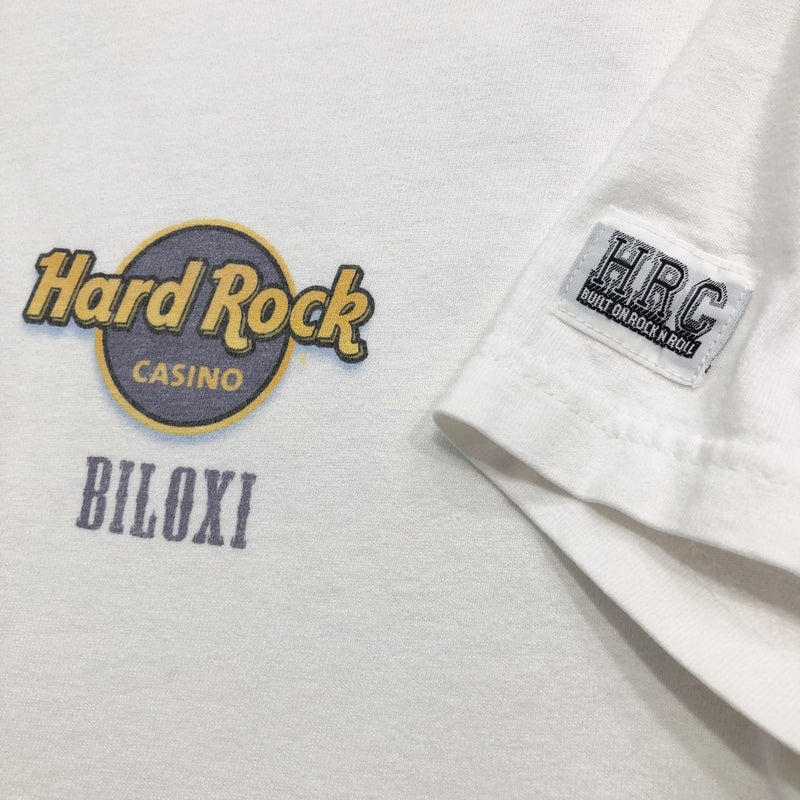 Hard Rock
CASINO
BILOXI
HRC
BUILT ON ROCK N ROLL